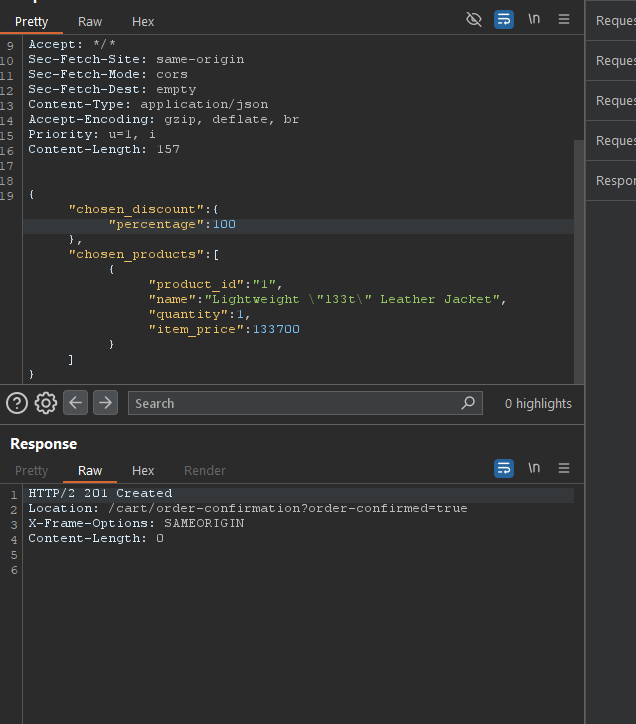 Pretty Raw Hex \n
9 Accept: */*
10 Sec-Fetch-Site: same-origin
11 Sec-Fetch-Mode: cors
12 Sec-Fetch-Dest: empty
13 Content-Type: application/json
14 Accept-Encoding: gzip, deflate, br
15 Priority: u=1, i
16 Content-Length: 157
17
18
19 {
"chosen_discount":{
"percentage":100
},
"chosen_products":[
{
"product_id":"1",
"name":"Lightweight \"l33t\" Leather Jacket",
"quantity":1,
"item_price":133700
}
]
}
Search 0 highlights
Response
Pretty Raw Hex Render \n
1 HTTP/2 201 Created
2 Location: /cart/order-confirmation?order-confirmed=true
3 X-Frame-Options: SAMEORIGIN
4 Content-Length: 0
5
6
Reques
Reques
Reques
Reques
Respon